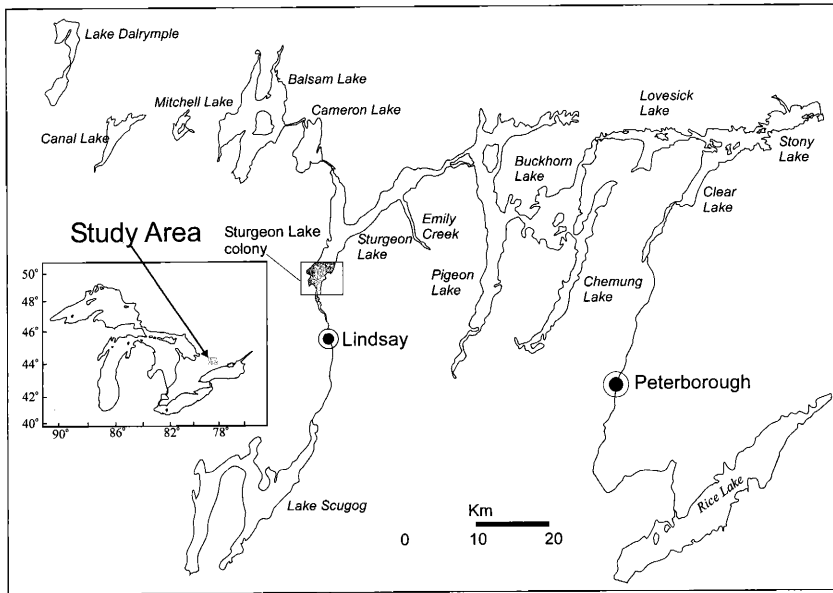 Lake Dalrymple
Balsam Lake
Mitchell Lake
Cameron Lake
Canal Lake
Lovesick
Lake
Stony
Lake
Buckhorn
Lake
Clear
Lake
Emily
Creek
Sturgeon Lake
colony
Sturgeon
Lake
Study Area
Pigeon
Lake
Chemung
Lake
50°
48°
46°
44°
42°
40°
90°
86°
82°
78°
Lindsay
Peterborough
Lake Scugog
Rice Lake
Km
0
10
20